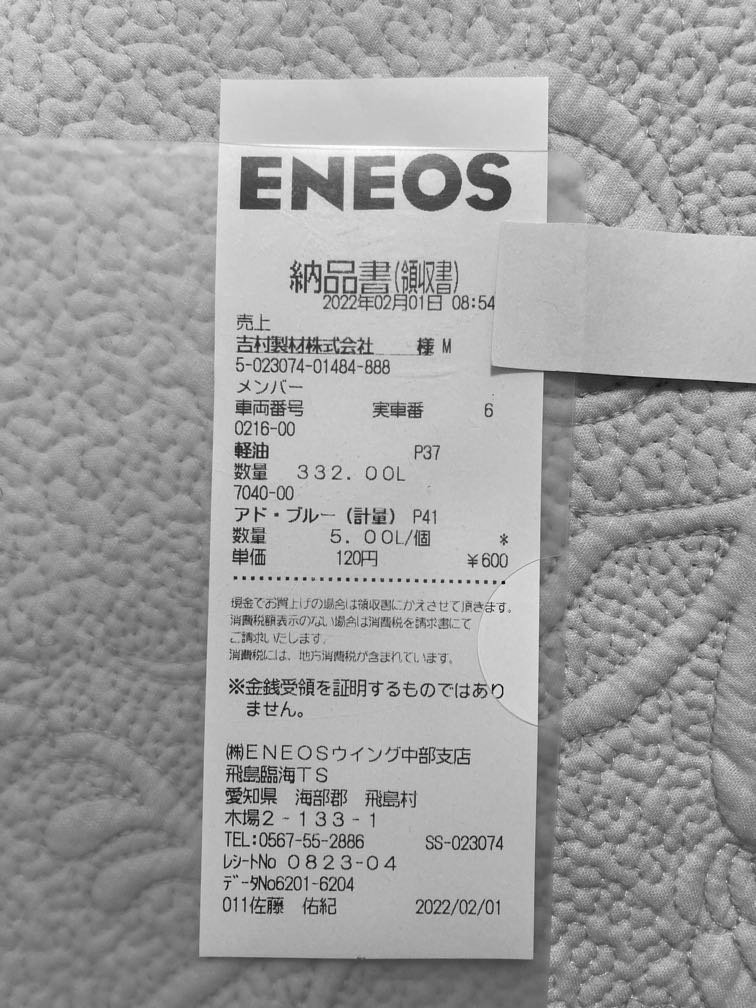 ENEOS
納品書(領収書)
2022年02月01日 08:54
売上
吉村製材株式会社 様 M
5-023074-01484-888
メンバー
車両番号 実車番 6
0216-00
軽油 P37
数量 332.00L
7040-00
アド・ブルー(計量) P41
数量 5.00L/個 *
単価 120円 ¥600
現金でお買上げの場合は領収書にかえさせて頂きます。
消費税額表示のない場合は消費税を請求書にて
ご請求いたします。
消費税には、地方消費税が含まれています。
※金銭受領を証明するものではあり
ません。
㈱ENEOSウイング中部支店
飛島臨海TS
愛知県 海部郡 飛島村
木場2-133-1
TEL:0567-55-2886 SS-023074
レシートNo 0823-04
データNo6201-6204
011佐藤 佑紀 2022/02/01